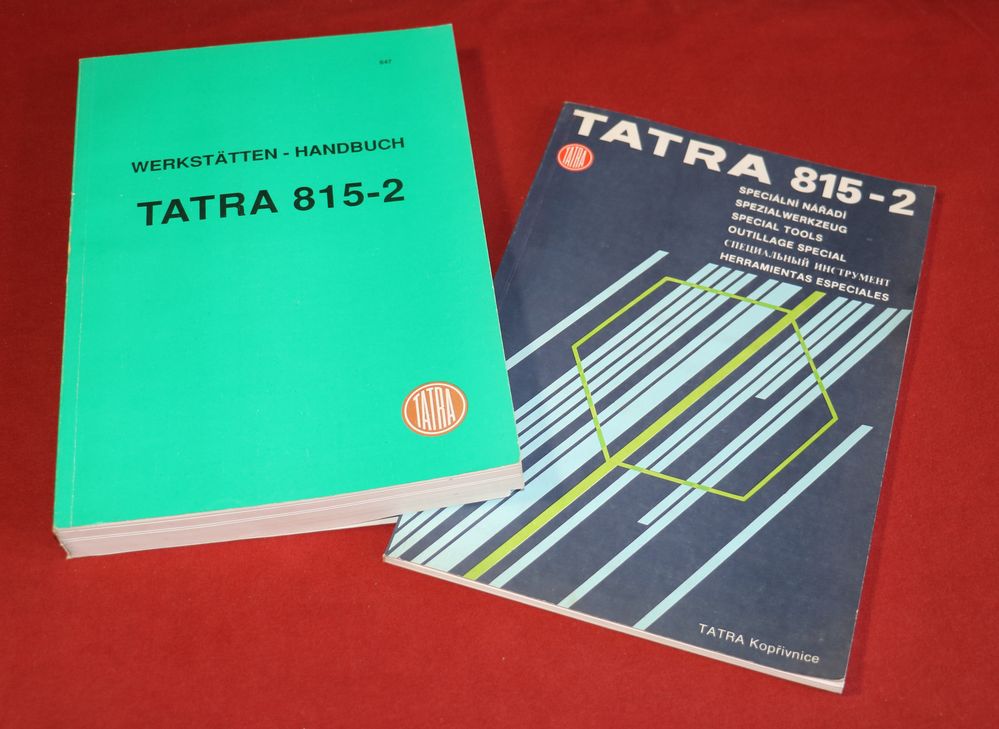 647
WERKSTÄTTEN - HANDBUCH
TATRA 815-2
TATRA
TATRA 815-2
TATRA
SPECIÁLNÍ NÁŘADÍ
SPEZIALWERKZEUG
SPECIAL TOOLS
OUTILLAGE SPECIAL
СПЕЦИАЛЬНЫЙ ИНСТРУМЕНТ
HERRAMIENTAS ESPECIALES
TATRA Kopřivnice